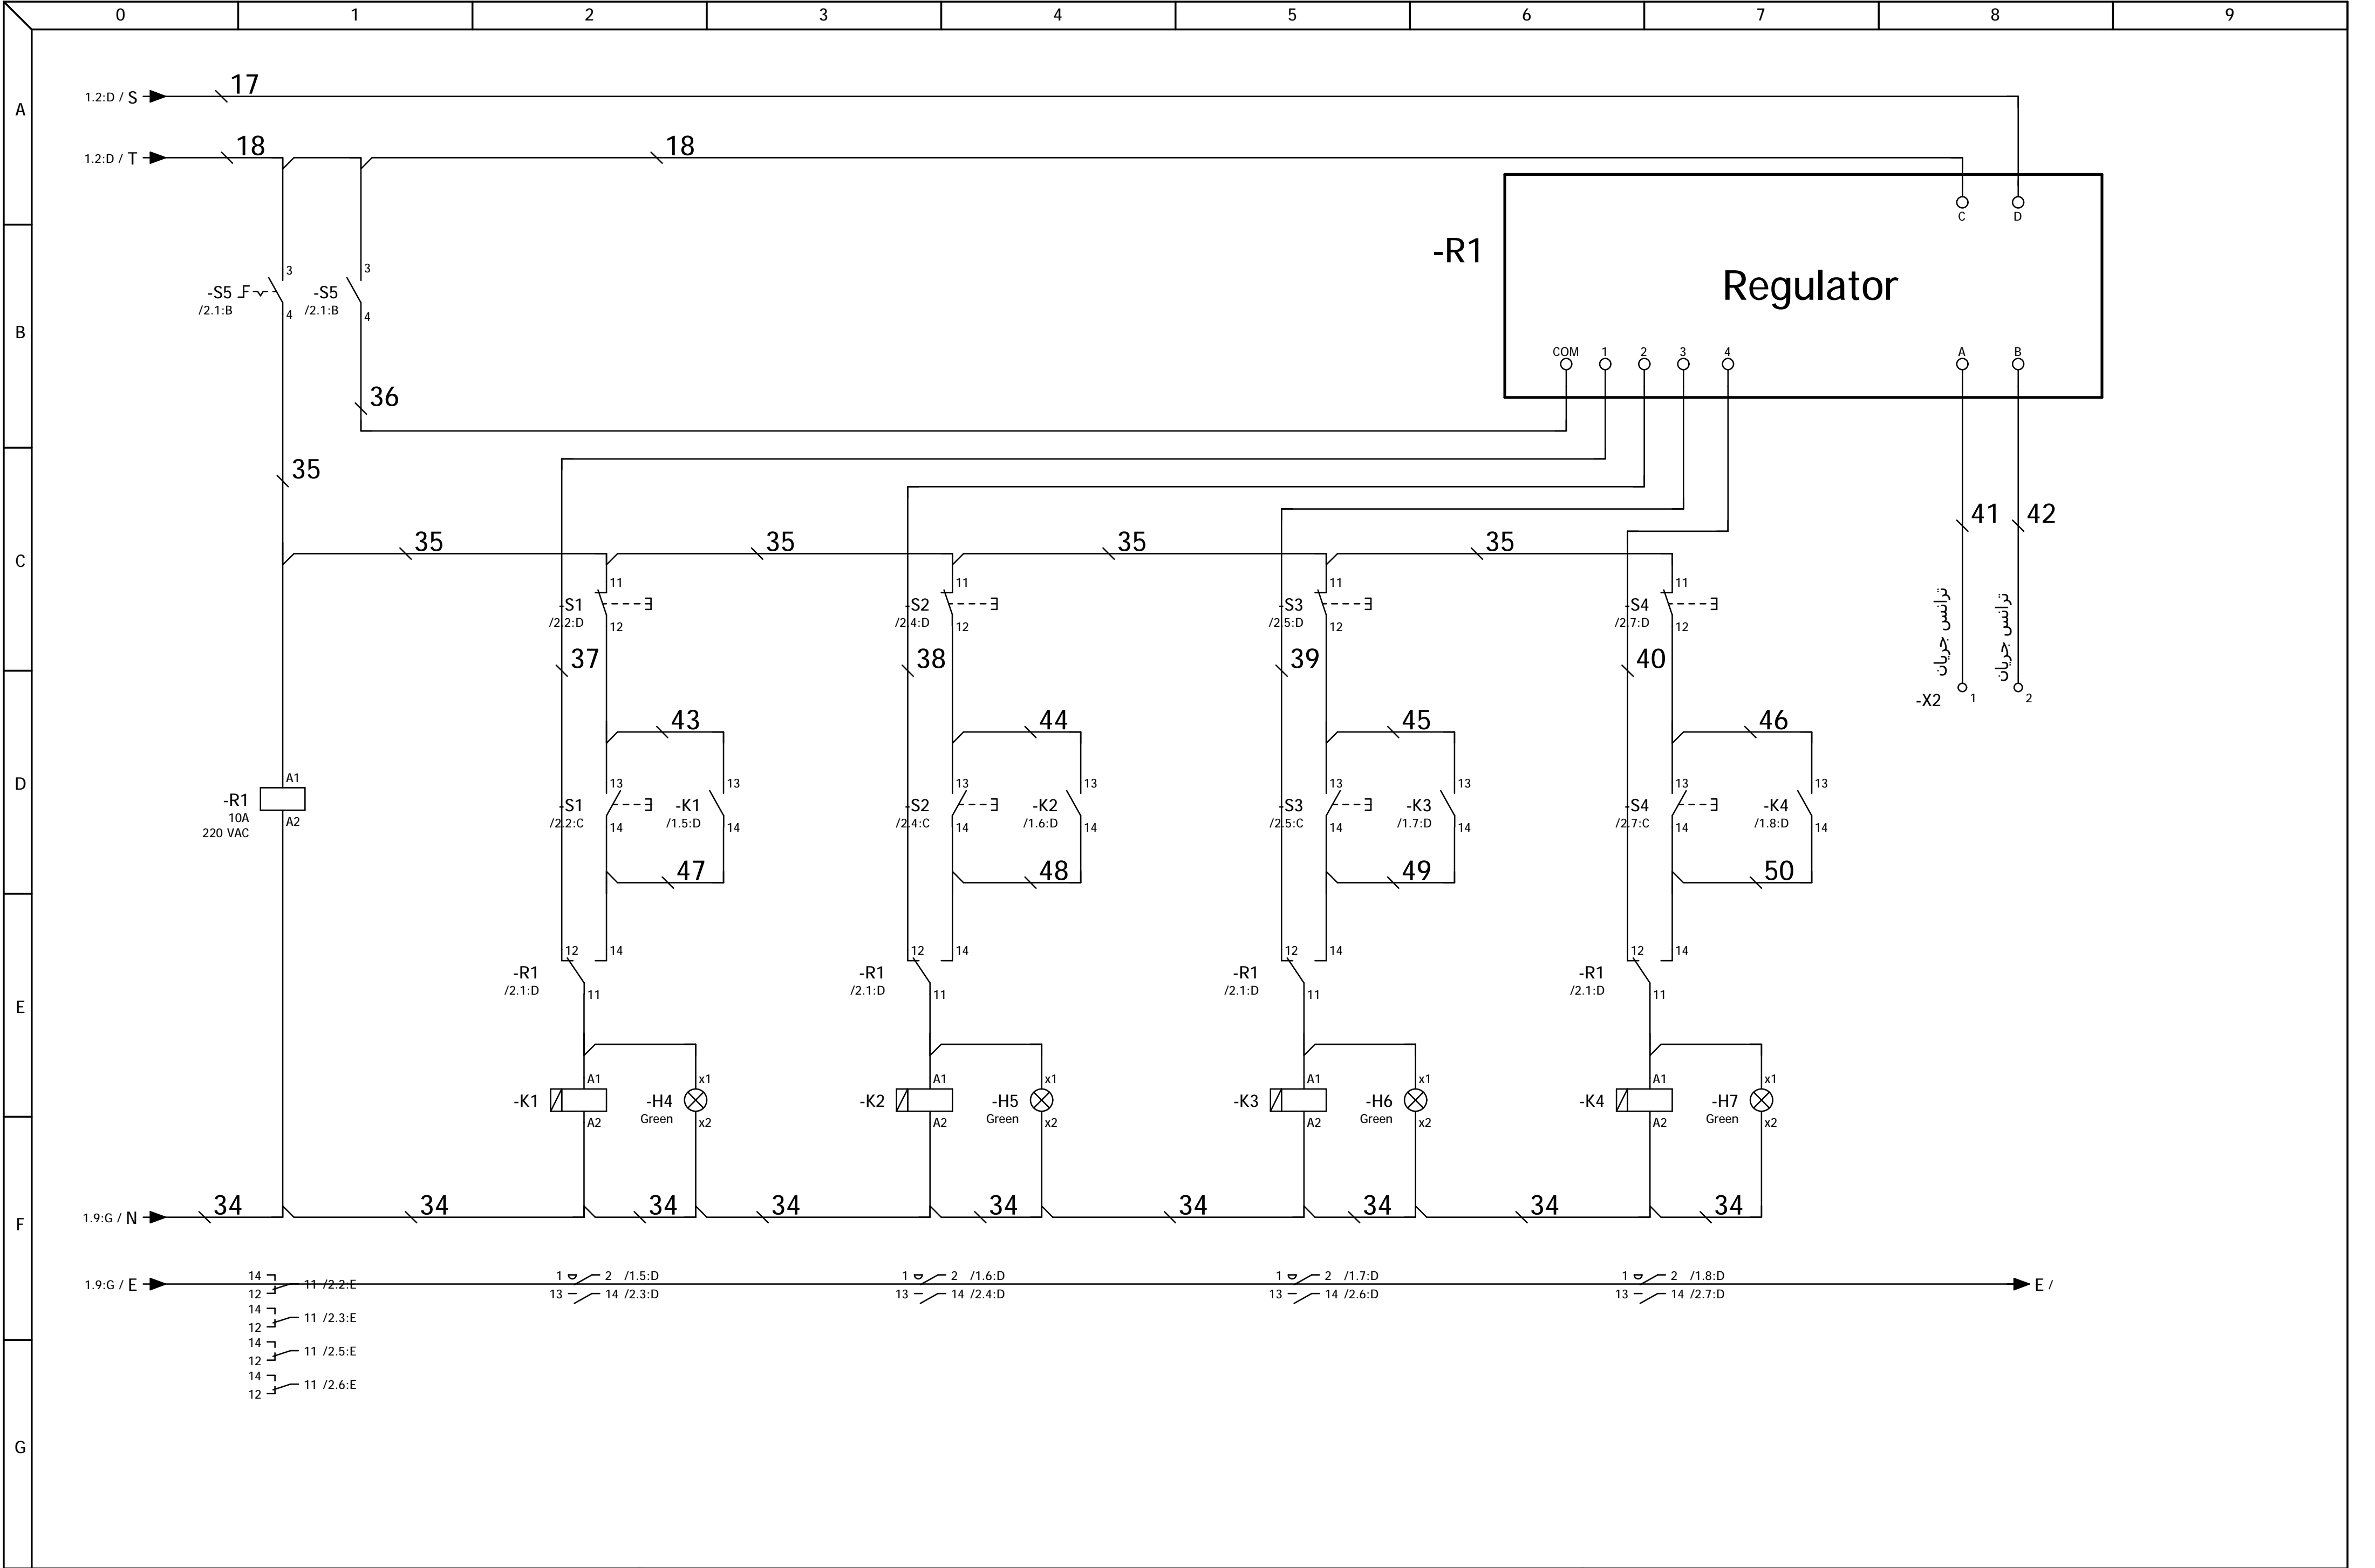 0 1 2 3 4 5 6 7 8 9
A
B
C
D
E
F
G
1.2:D / S
17
1.2:D / T
18
18
C
D
-R1
Regulator
3
-S5
/2.1:B
4
3
-S5
/2.1:B
4
COM 1 2 3 4
A B
36
35
41 42
35 35 35 35
11
-S1
/2.2:D
12
11
-S2
/2.4:D
12
11
-S3
/2.5:D
12
11
-S4
/2.7:D
12
ترانس جریان
ترانس جریان
37
38
39
40
-X2
1
2
43
44
45
46
A1
-R1
10A
220 VAC
A2
13
-S1
/2.2:C
14
13
-K1
/1.5:D
14
13
-S2
/2.4:C
14
13
-K2
/1.6:D
14
13
-S3
/2.5:C
14
13
-K3
/1.7:D
14
13
-S4
/2.7:C
14
13
-K4
/1.8:D
14
47
48
49
50
12 14
-R1
/2.1:D
11
12 14
-R1
/2.1:D
11
12 14
-R1
/2.1:D
11
12 14
-R1
/2.1:D
11
A1
-K1
A2
x1
-H4
Green
x2
A1
-K2
A2
x1
-H5
Green
x2
A1
-K3
A2
x1
-H6
Green
x2
A1
-K4
A2
x1
-H7
Green
x2
1.9:G / N
34 34 34 34 34 34 34 34 34
1.9:G / E
E /
14
12
11 /2.2:E
14
12
11 /2.3:E
14
12
11 /2.5:E
14
12
11 /2.6:E
1 2 /1.5:D
13 14 /2.3:D
1 2 /1.6:D
13 14 /2.4:D
1 2 /1.7:D
13 14 /2.6:D
1 2 /1.8:D
13 14 /2.7:D